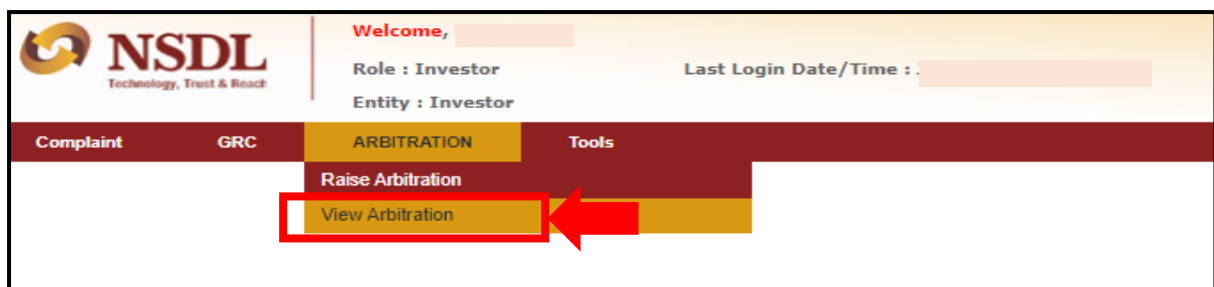 NSDL
Technology, Trust & Reach
Welcome,
Role : Investor Last Login Date/Time :
Entity : Investor
Complaint GRC ARBITRATION Tools
Raise Arbitration
View Arbitration